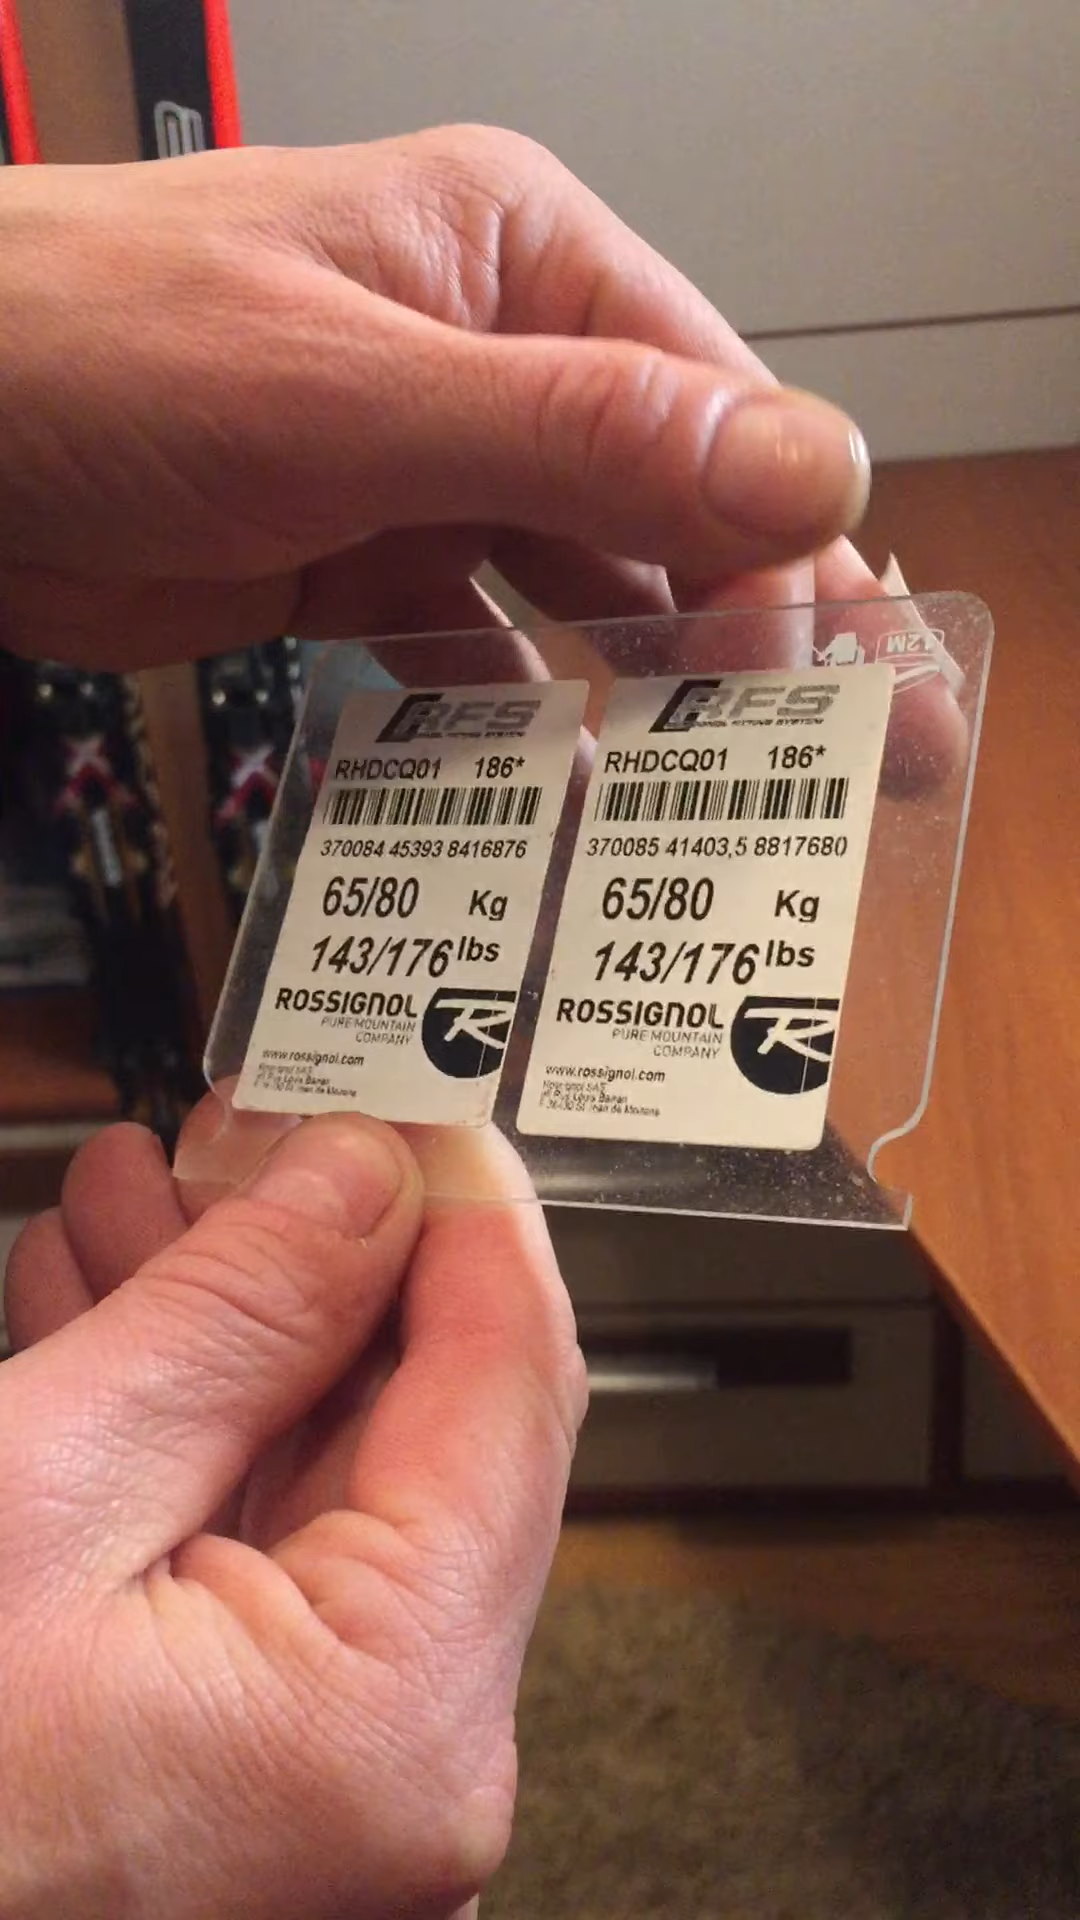 12M
RFS
RHDCQ01 186*
370084 45393 8416876
65/80 Kg
143/176 lbs
ROSSIGNOL
PURE MOUNTAIN
COMPANY
R
www.rossignol.com
RFS
RHDCQ01 186*
370085 41403,5 8817680
65/80 Kg
143/176 lbs
ROSSIGNOL
PURE MOUNTAIN
COMPANY
R
www.rossignol.com